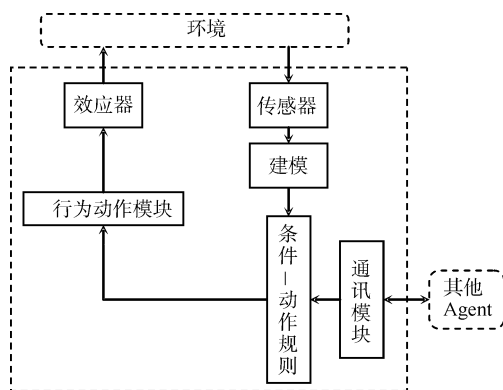 环境
效应器
传感器
建模
行为动作模块
条件–动作规则
通讯模块
其他
Agent